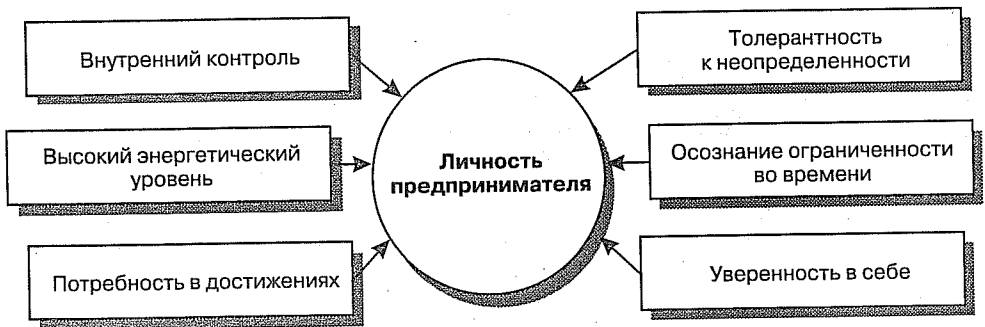 Внутренний контроль
Высокий энергетический
уровень
Потребность в достижениях
Личность
предпринимателя
Толерантность
к неопределенности
Осознание ограниченности
во времени
Уверенность в себе